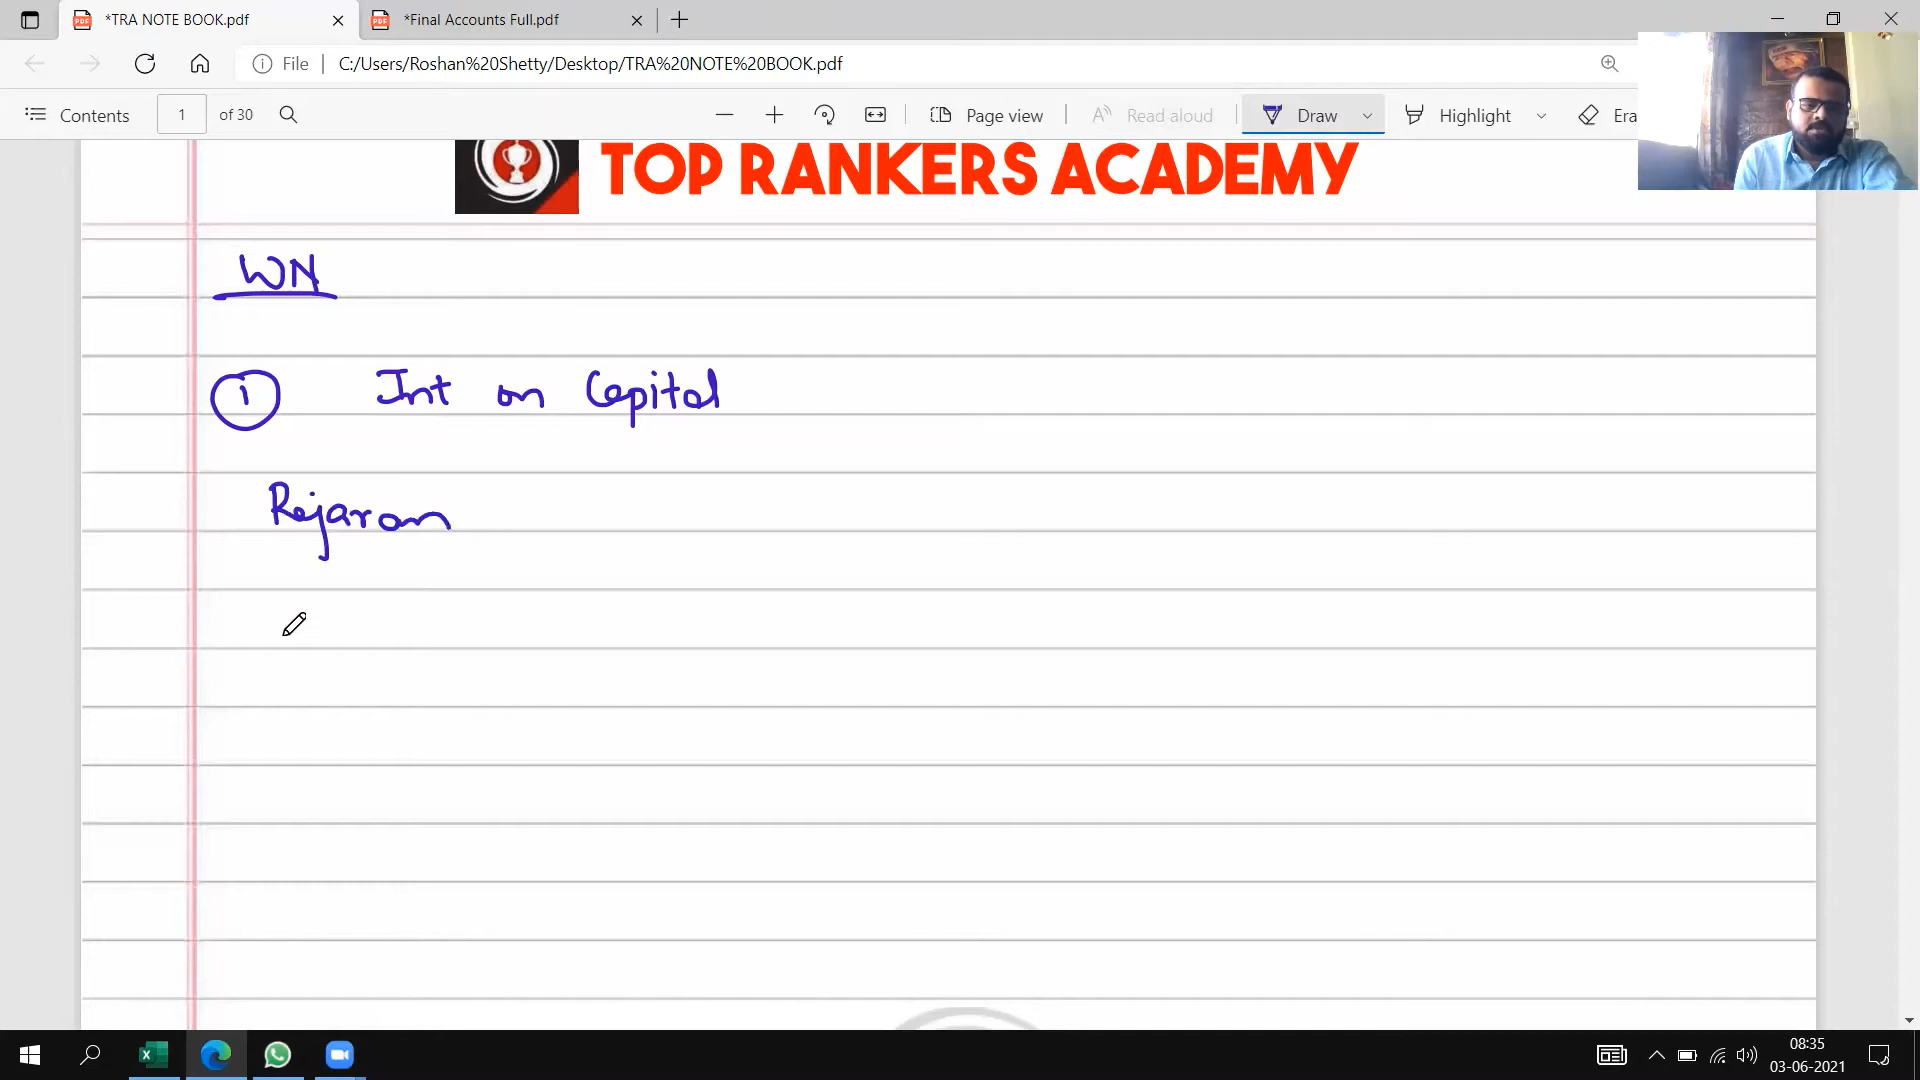 *TRA NOTE BOOK.pdf
*Final Accounts Full.pdf
File
C:/Users/Roshan%20Shetty/Desktop/TRA%20NOTE%20BOOK.pdf
Contents
1
of 30
Page view
Read aloud
Draw
Highlight
Era
TOP RANKERS ACADEMY
WN
1 Int on Capital
Rajaram
08:35
03-06-2021